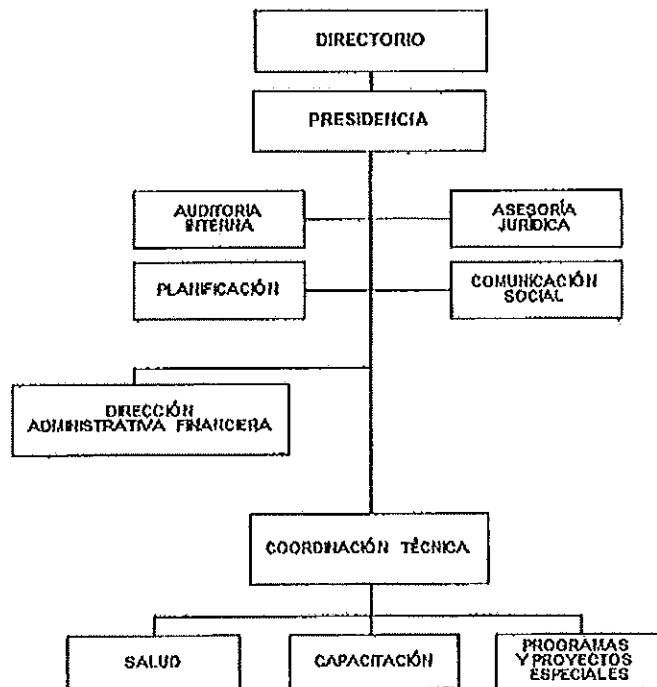 DIRECTORIO
PRESIDENCIA
AUDITORIA
INTERNA
ASESORÍA
JURÍDICA
PLANIFICACIÓN
COMUNICACIÓN
SOCIAL
DIRECCIÓN
ADMINISTRATIVA FINANCIERA
COORDINACIÓN TÉCNICA
SALUD
CAPACITACIÓN
PROGRAMAS
Y PROYECTOS
ESPECIALES